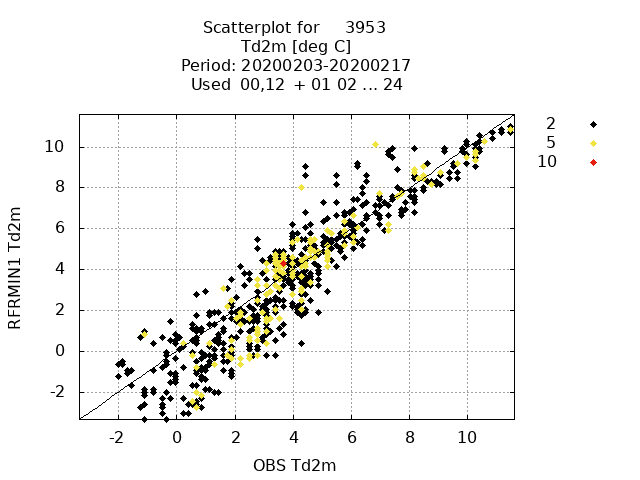 Scatterplot for 3953
Td2m [deg C]
Period: 20200203-20200217
Used 00,12 + 01 02 ... 24
2
5
10
10
8
6
4
2
0
-2
RFRMIN1 Td2m
-2 0 2 4 6 8 10
OBS Td2m